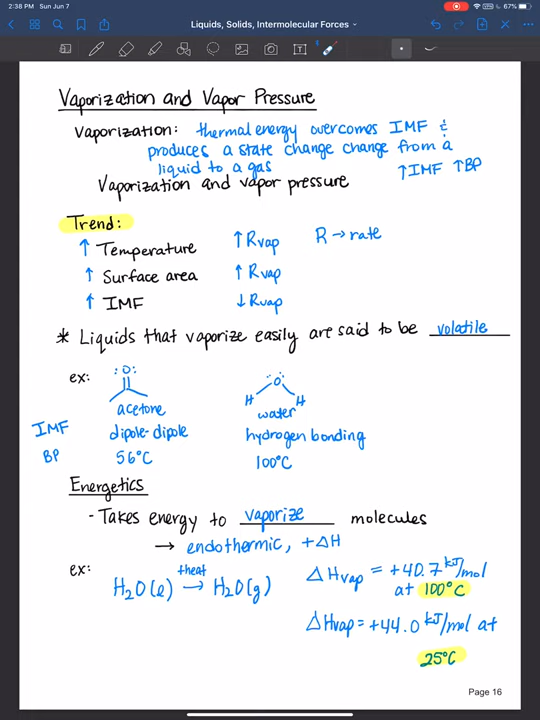 2:38 PM Sun Jun 7
67%
Liquids, Solids, Intermolecular Forces
Vaporization and Vapor Pressure
Vaporization: thermal energy overcomes IMF &
produces a state change change from a
liquid to a gas
↑IMF ↑BP
Vaporization and vapor pressure
Trend:
↑ Temperature ↑Rvap R → rate
↑ Surface area ↑Rvap
↑ IMF ↓Rvap
* Liquids that vaporize easily are said to be volatile
ex: :O: O
H H
acetone water
IMF dipole-dipole hydrogen bonding
BP 56°C 100°C
Energetics
- Takes energy to vaporize molecules
→ endothermic, +ΔH
ex: H₂O(l) +heat → H₂O(g)
ΔHvap = +40.7 kJ/mol
at 100°C
ΔHvap = +44.0 kJ/mol at
25°C
Page 16